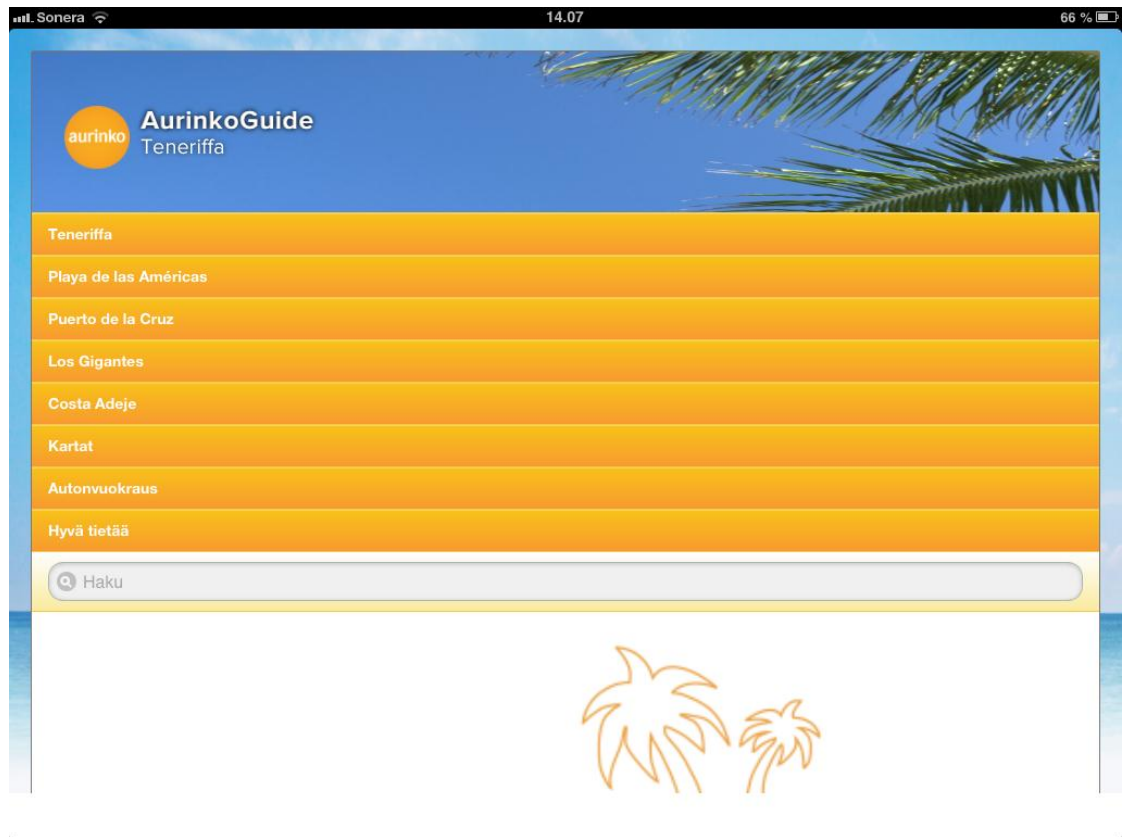 Sonera 14.07 66 %
aurinko
AurinkoGuide
Teneriffa
Teneriffa
Playa de las Américas
Puerto de la Cruz
Los Gigantes
Costa Adeje
Kartat
Autonvuokraus
Hyvä tietää
Haku